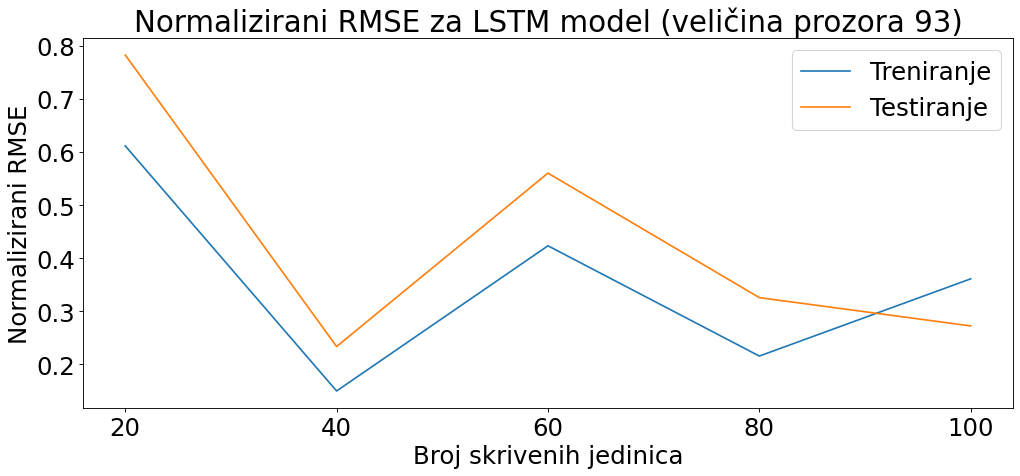 Normalizirani RMSE za LSTM model (veličina prozora 93)
Normalizirani RMSE
0.8
0.7
0.6
0.5
0.4
0.3
0.2
Treniranje
Testiranje
20 40 60 80 100
Broj skrivenih jedinica